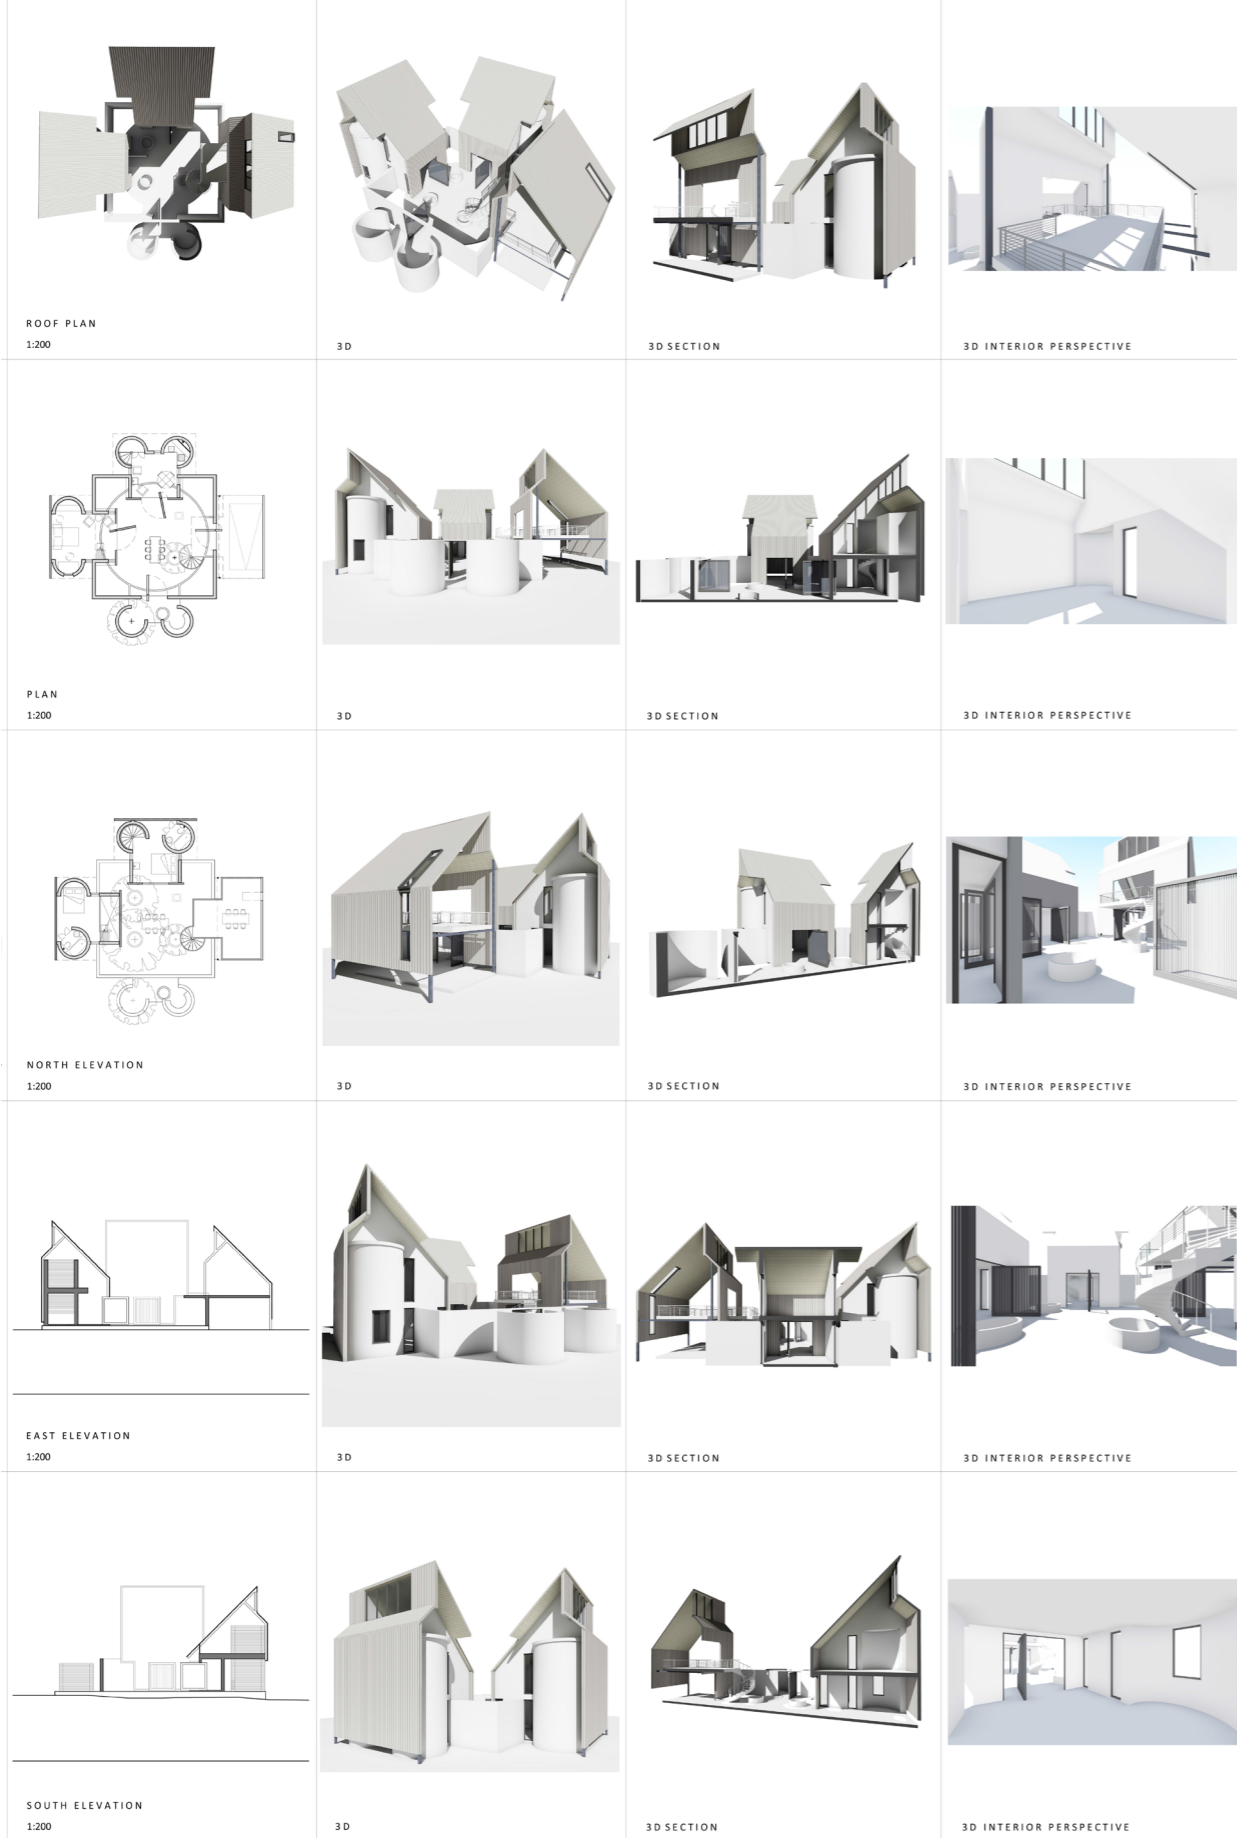 ROOF PLAN
1:200
3D
3D SECTION
3D INTERIOR PERSPECTIVE
PLAN
1:200
3D
3D SECTION
3D INTERIOR PERSPECTIVE
NORTH ELEVATION
1:200
3D
3D SECTION
3D INTERIOR PERSPECTIVE
EAST ELEVATION
1:200
3D
3D SECTION
3D INTERIOR PERSPECTIVE
SOUTH ELEVATION
1:200
3D
3D SECTION
3D INTERIOR PERSPECTIVE